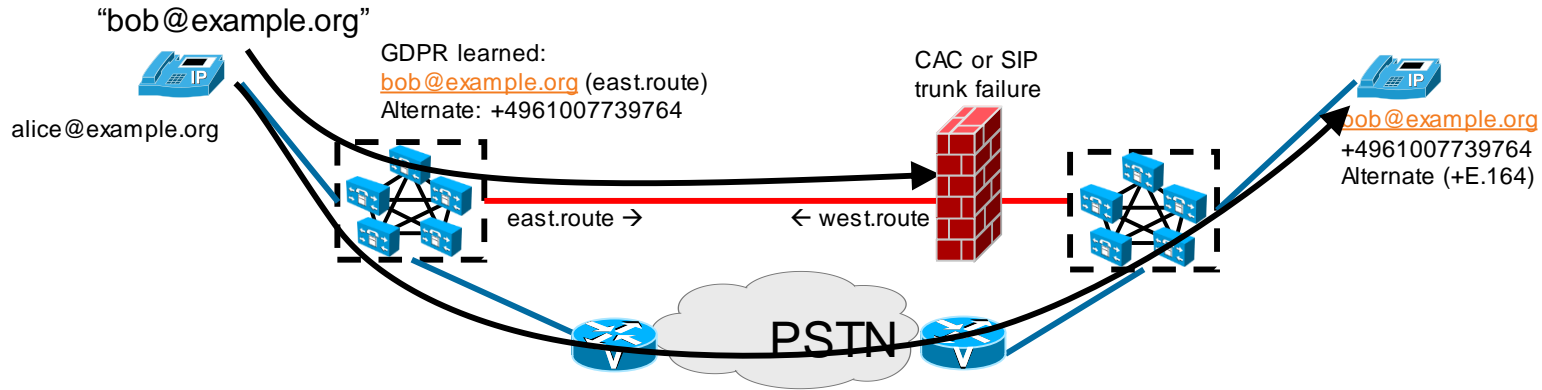 “bob@example.org”
GDPR learned:
bob@example.org (east.route)
Alternate: +4961007739764
CAC or SIP
trunk failure
IP
IP
alice@example.org
bob@example.org
+4961007739764
Alternate (+E.164)
east.route →
← west.route
PSTN
V
V